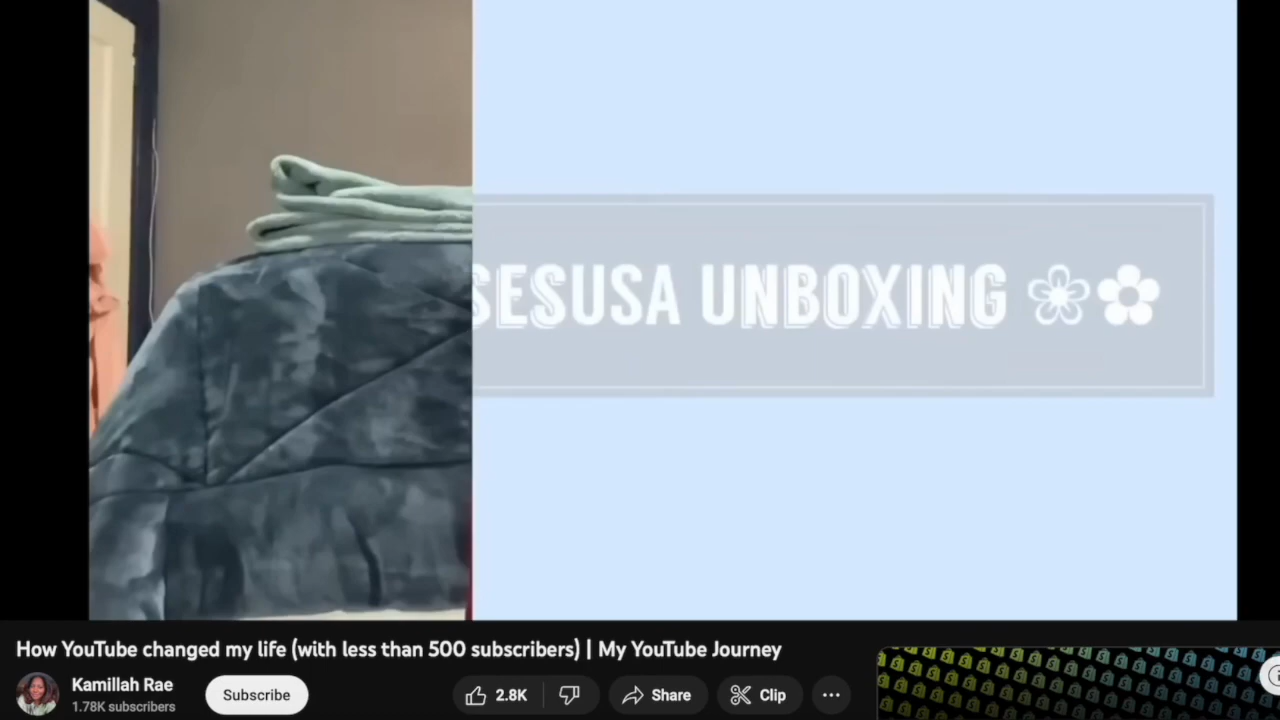 SESUSA UNBOXING
How YouTube changed my life (with less than 500 subscribers) | My YouTube Journey
Kamillah Rae
1.78K subscribers
Subscribe
2.8K
Share
Clip